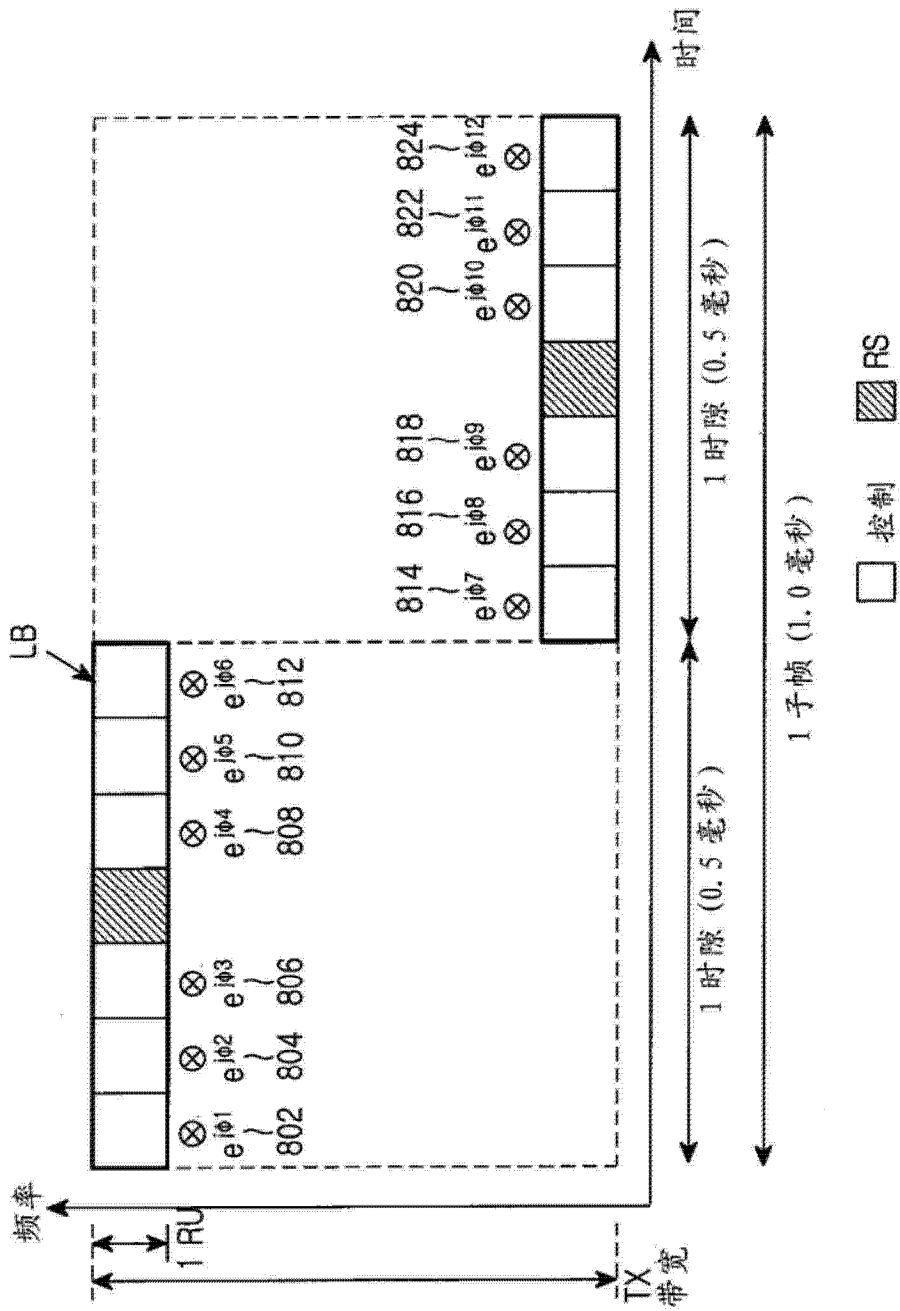 频率
1 RU
TX
带宽
LB
e^jφ1
e^jφ2
e^jφ3
e^jφ4
e^jφ5
e^jφ6
802
804
806
808
810
812
814
816
818
820
822
824
e^jφ7
e^jφ8
e^jφ9
e^jφ10
e^jφ11
e^jφ12
时间
1时隙 (0.5毫秒)
1时隙 (0.5毫秒)
1子帧 (1.0毫秒)
控制
RS